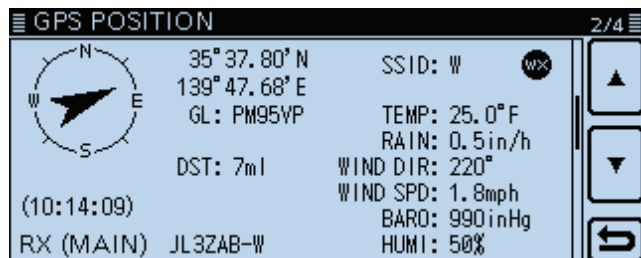 GPS POSITION 2/4
N
W E
S
35°37.80'N
139°47.68'E
GL: PM95VP
DST: 7ml
(10:14:09)
RX (MAIN) JL3ZAB-W
SSID: W WX
TEMP: 25.0°F
RAIN: 0.5in/h
WIND DIR: 220°
WIND SPD: 1.8mph
BARO: 990inHg
HUMI: 50%